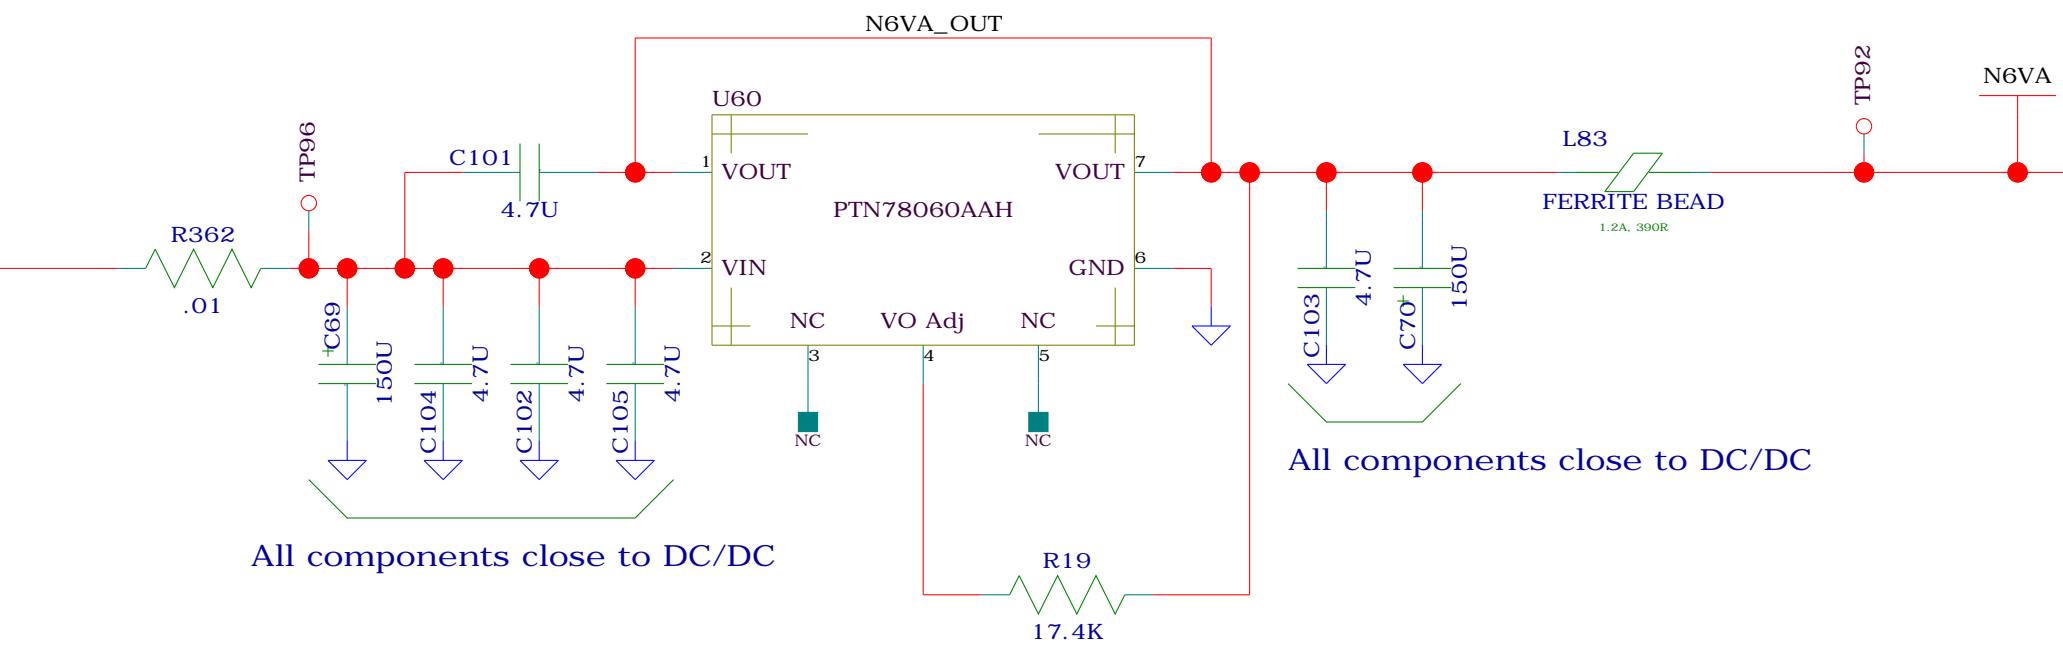 N6VA_OUT
TP92
N6VA
U60
TP96
C101
4.7U
1
VOUT
VOUT
7
L83
FERRITE BEAD
1.2A, 390R
PTN78060AAH
R362
.01
2
VIN
GND
6
C69
150U
C104
4.7U
C102
4.7U
C105
4.7U
NC
VO Adj
NC
3
4
5
NC
NC
C103
4.7U
C70
150U
+
+
All components close to DC/DC
All components close to DC/DC
R19
17.4K